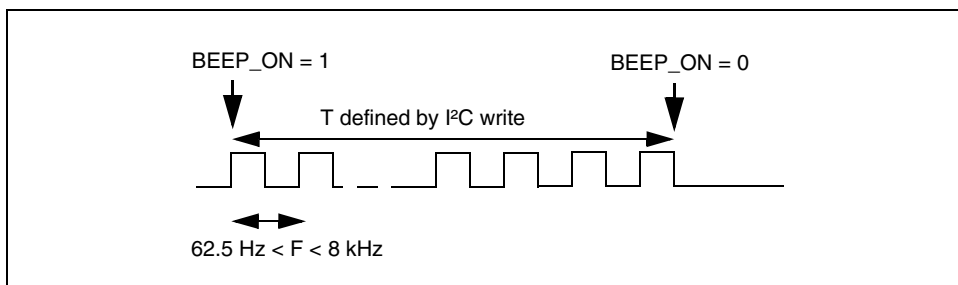 BEEP_ON = 1
BEEP_ON = 0
T defined by I²C write
62.5 Hz < F < 8 kHz